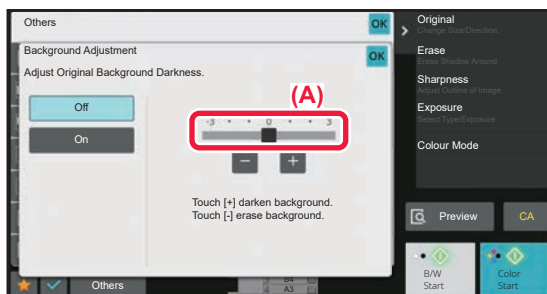 Others
OK
Background Adjustment
OK
Adjust Original Background Darkness.
Off
On
(A)
-3 • • 0 • • 3
− +
Touch [+] darken background.
Touch [-] erase background.
Original
Change Size/Direction
Erase
Erase Shadow Around
Sharpness
Adjust Outline of Image
Exposure
Select Type/Exposure
Colour Mode
Preview
CA
B/W
Start
Color
Start
Others
B4
A3